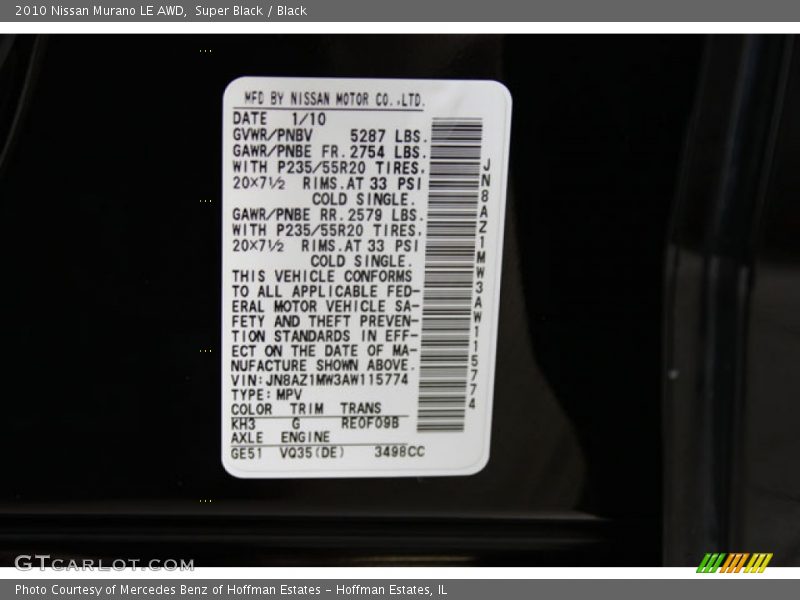 2010 Nissan Murano LE AWD, Super Black / Black
MFD BY NISSAN MOTOR CO.,LTD.
DATE 1/10
GVWR/PNBV 5287 LBS.
GAWR/PNBE FR. 2754 LBS.
WITH P235/55R20 TIRES,
20×7½ RIMS.AT 33 PSI
COLD SINGLE.
GAWR/PNBE RR. 2579 LBS.
WITH P235/55R20 TIRES,
20×7½ RIMS.AT 33 PSI
COLD SINGLE.
THIS VEHICLE CONFORMS
TO ALL APPLICABLE FED-
ERAL MOTOR VEHICLE SA-
FETY AND THEFT PREVEN-
TION STANDARDS IN EFF-
ECT ON THE DATE OF MA-
NUFACTURE SHOWN ABOVE.
VIN:JN8AZ1MW3AW115774
TYPE: MPV
COLOR TRIM TRANS
KH3 G RE0F09B
AXLE ENGINE
GE51 VQ35(DE) 3498CC
JN8AZ1MW3AW115774
GTCARLOT.COM
Photo Courtesy of Mercedes Benz of Hoffman Estates - Hoffman Estates, IL